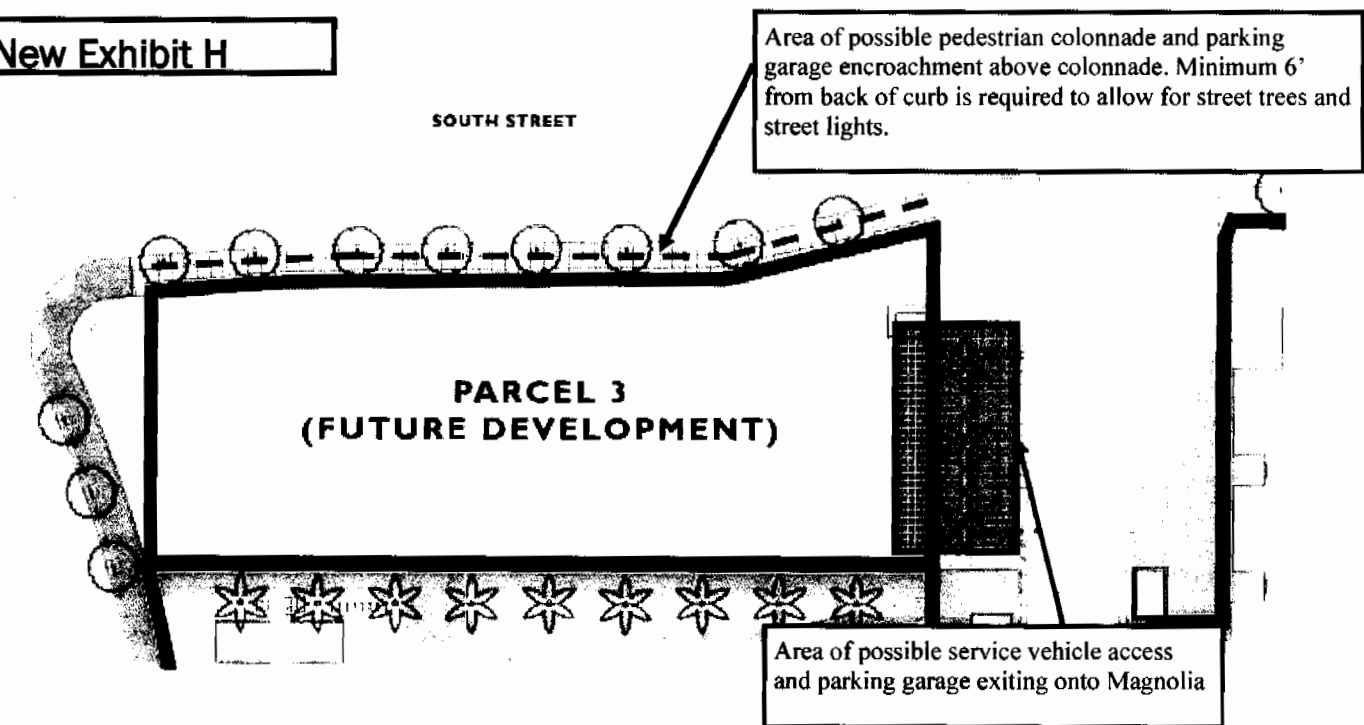 New Exhibit H
Area of possible pedestrian colonnade and parking
garage encroachment above colonnade. Minimum 6'
from back of curb is required to allow for street trees and
street lights.
SOUTH STREET
PARCEL 3
(FUTURE DEVELOPMENT)
Area of possible service vehicle access
and parking garage exiting onto Magnolia